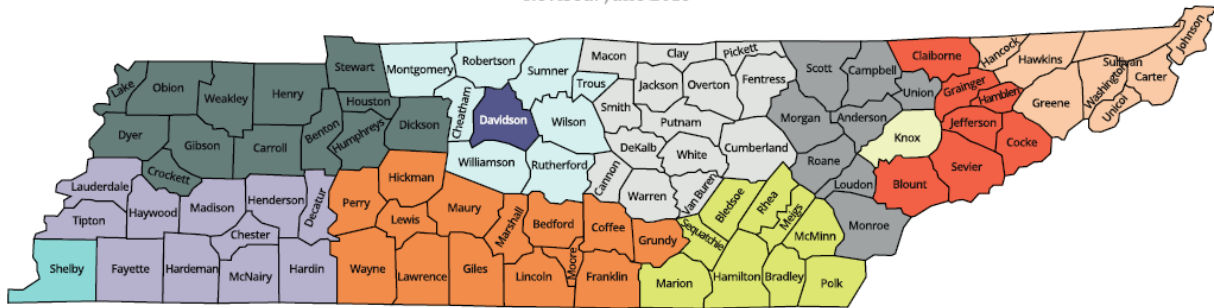 Johnson
Stewart
Robertson
Macon
Clay
Pickett
Claiborne
Hancock
Hawkins
Sullivan
Montgomery
Sumner
Scott
Campbell
Carter
Lake
Obion
Weakley
Henry
Houston
Cheatham
Trous
Jackson
Overton
Fentress
Union
Grainger
Hamblen
Greene
Washington
Unicoi
Dyer
Gibson
Carroll
Benton
Humphreys
Dickson
Davidson
Wilson
Smith
Putnam
Morgan
Anderson
Knox
Jefferson
Cocke
Crockett
Williamson
Rutherford
Cannon
DeKalb
White
Cumberland
Roane
Sevier
Lauderdale
Haywood
Madison
Henderson
Decatur
Perry
Hickman
Warren
Van Buren
Bledsoe
Rhea
Loudon
Blount
Tipton
Chester
Lewis
Maury
Marshall
Bedford
Coffee
Grundy
Sequatchie
Meigs
McMinn
Monroe
Shelby
Fayette
Hardeman
McNairy
Hardin
Wayne
Lawrence
Giles
Lincoln
Moore
Franklin
Marion
Hamilton
Bradley
Polk